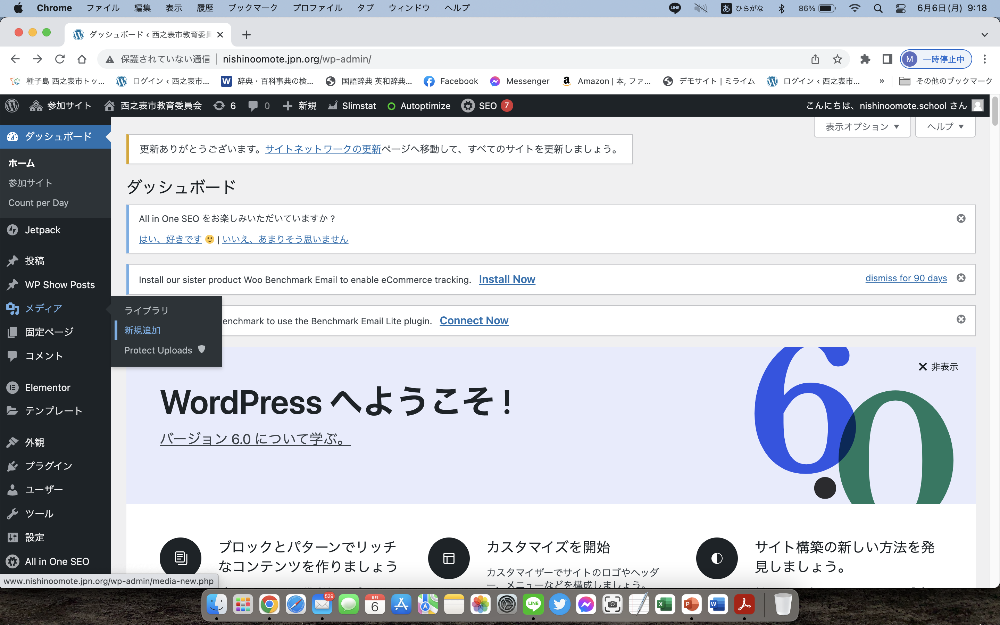 Chrome ファイル 編集 表示 履歴 ブックマーク プロファイル タブ ウィンドウ ヘルプ LINE あ ひらがな 86% 6月6日(月) 9:18
ダッシュボード ‹ 西之表市教育委員
保護されていない通信 nishinoomote.jpn.org/wp-admin/ M 一時停止中
種子島 西之表市トッ... ログイン ‹ 西之表市... W 辞典・百科事典の検... 国語辞典 英和辞典... Facebook Messenger a Amazon | 本, ファ... デモサイト | ミライム ログイン ‹ 西之表市... » その他のブックマーク
参加サイト 西之表市教育委員会 6 0 新規 Slimstat Autoptimize SEO 7 こんにちは、nishinoomote.school さん
表示オプション ▼ ヘルプ ▼
ダッシュボード
ホーム
参加サイト
Count per Day
Jetpack
投稿
WP Show Posts
メディア
固定ページ
コメント
Elementor
テンプレート
外観
プラグイン
ユーザー
ツール
設定
All in One SEO
ライブラリ
新規追加
Protect Uploads
更新ありがとうございます。サイトネットワークの更新ページへ移動して、すべてのサイトを更新しましょう。
ダッシュボード
All in One SEO をお楽しみいただいていますか ?
はい、好きです 🙂 | いいえ、あまりそう思いません
Install our sister product Woo Benchmark Email to enable eCommerce tracking. Install Now dismiss for 90 days
enchmark to use the Benchmark Email Lite plugin. Connect Now
非表示
WordPress へようこそ !
バージョン 6.0 について学ぶ。
6.0
ブロックとパターンでリッチ
なコンテンツを作りましょう
カスタマイズを開始
カスタマイザーでサイトのロゴやヘッダ
ー、メニューなどを構成しましょう。
サイト構築の新しい方法を発
見しましょう。
www.nishinoomote.jpn.org/wp-admin/media-new.php
529 6月 6 LINE X P W